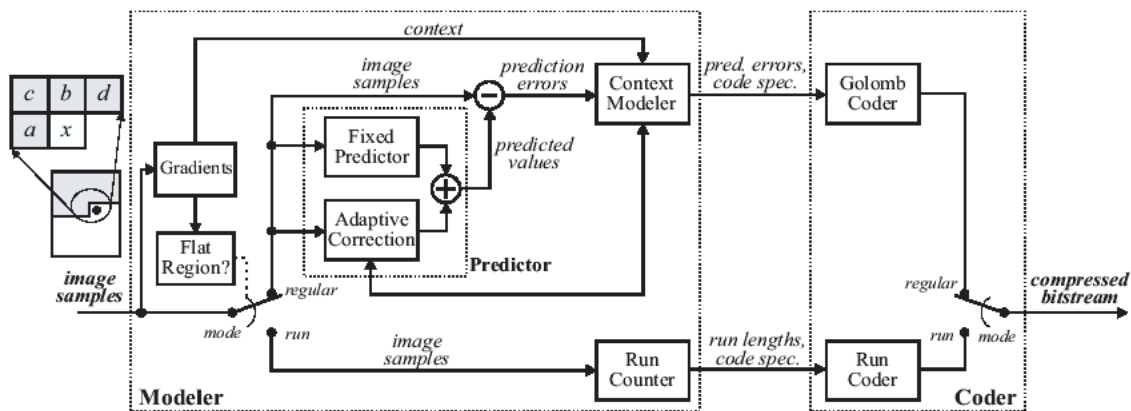 context
image
samples
prediction
errors
pred. errors,
code spec.
c b d
a x
Gradients
Flat
Region?
Fixed
Predictor
Adaptive
Correction
Predictor
predicted
values
Context
Modeler
Golomb
Coder
image
samples
regular
mode
run
image
samples
Run
Counter
run lengths,
code spec.
Run
Coder
regular
run
mode
compressed
bitstream
Modeler
Coder